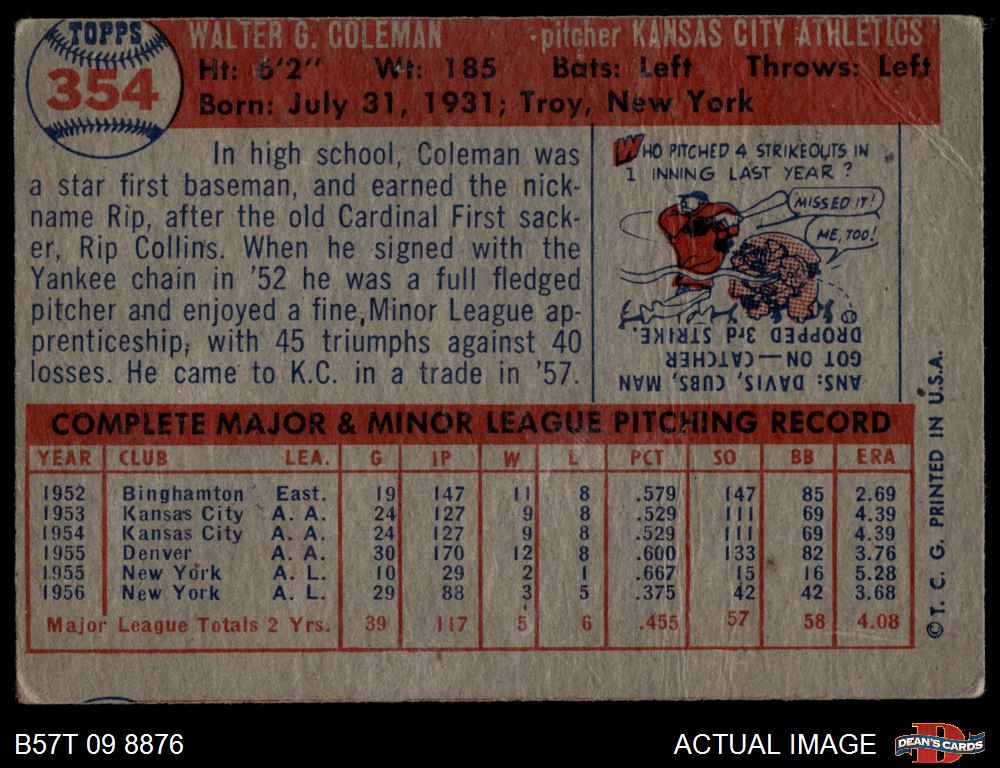 TOPPS
354
WALTER G. COLEMAN pitcher KANSAS CITY ATHLETICS
Ht: 6'2" Wt: 185 Bats: Left Throws: Left
Born: July 31, 1931; Troy, New York
In high school, Coleman was
a star first baseman, and earned the nick-
name Rip, after the old Cardinal First sack-
er, Rip Collins. When he signed with the
Yankee chain in '52 he was a full fledged
pitcher and enjoyed a fine Minor League ap-
prenticeship, with 45 triumphs against 40
losses. He came to K.C. in a trade in '57.
WHO PITCHED 4 STRIKEOUTS IN
1 INNING LAST YEAR?
MISSED IT!
ME, TOO!
ANS: DAVIS, CUBS, MAN
GOT ON—CATCHER
DROPPED 3rd STRIKE.
COMPLETE MAJOR & MINOR LEAGUE PITCHING RECORD
YEAR CLUB LEA. G IP W L PCT SO BB ERA
1952 Binghamton East. 19 147 11 8 .579 147 85 2.69
1953 Kansas City A. A. 24 127 9 8 .529 111 69 4.39
1954 Kansas City A. A. 24 127 9 8 .529 111 69 4.39
1955 Denver A. A. 30 170 12 8 .600 133 82 3.76
1955 New York A. L. 10 29 2 1 .667 15 16 5.28
1956 New York A. L. 29 88 3 5 .375 42 42 3.68
Major League Totals 2 Yrs. 39 117 5 6 .455 57 58 4.08
© T. C. G. PRINTED IN U.S.A.
B57T 09 8876
ACTUAL IMAGE
D
DEAN'S CARDS